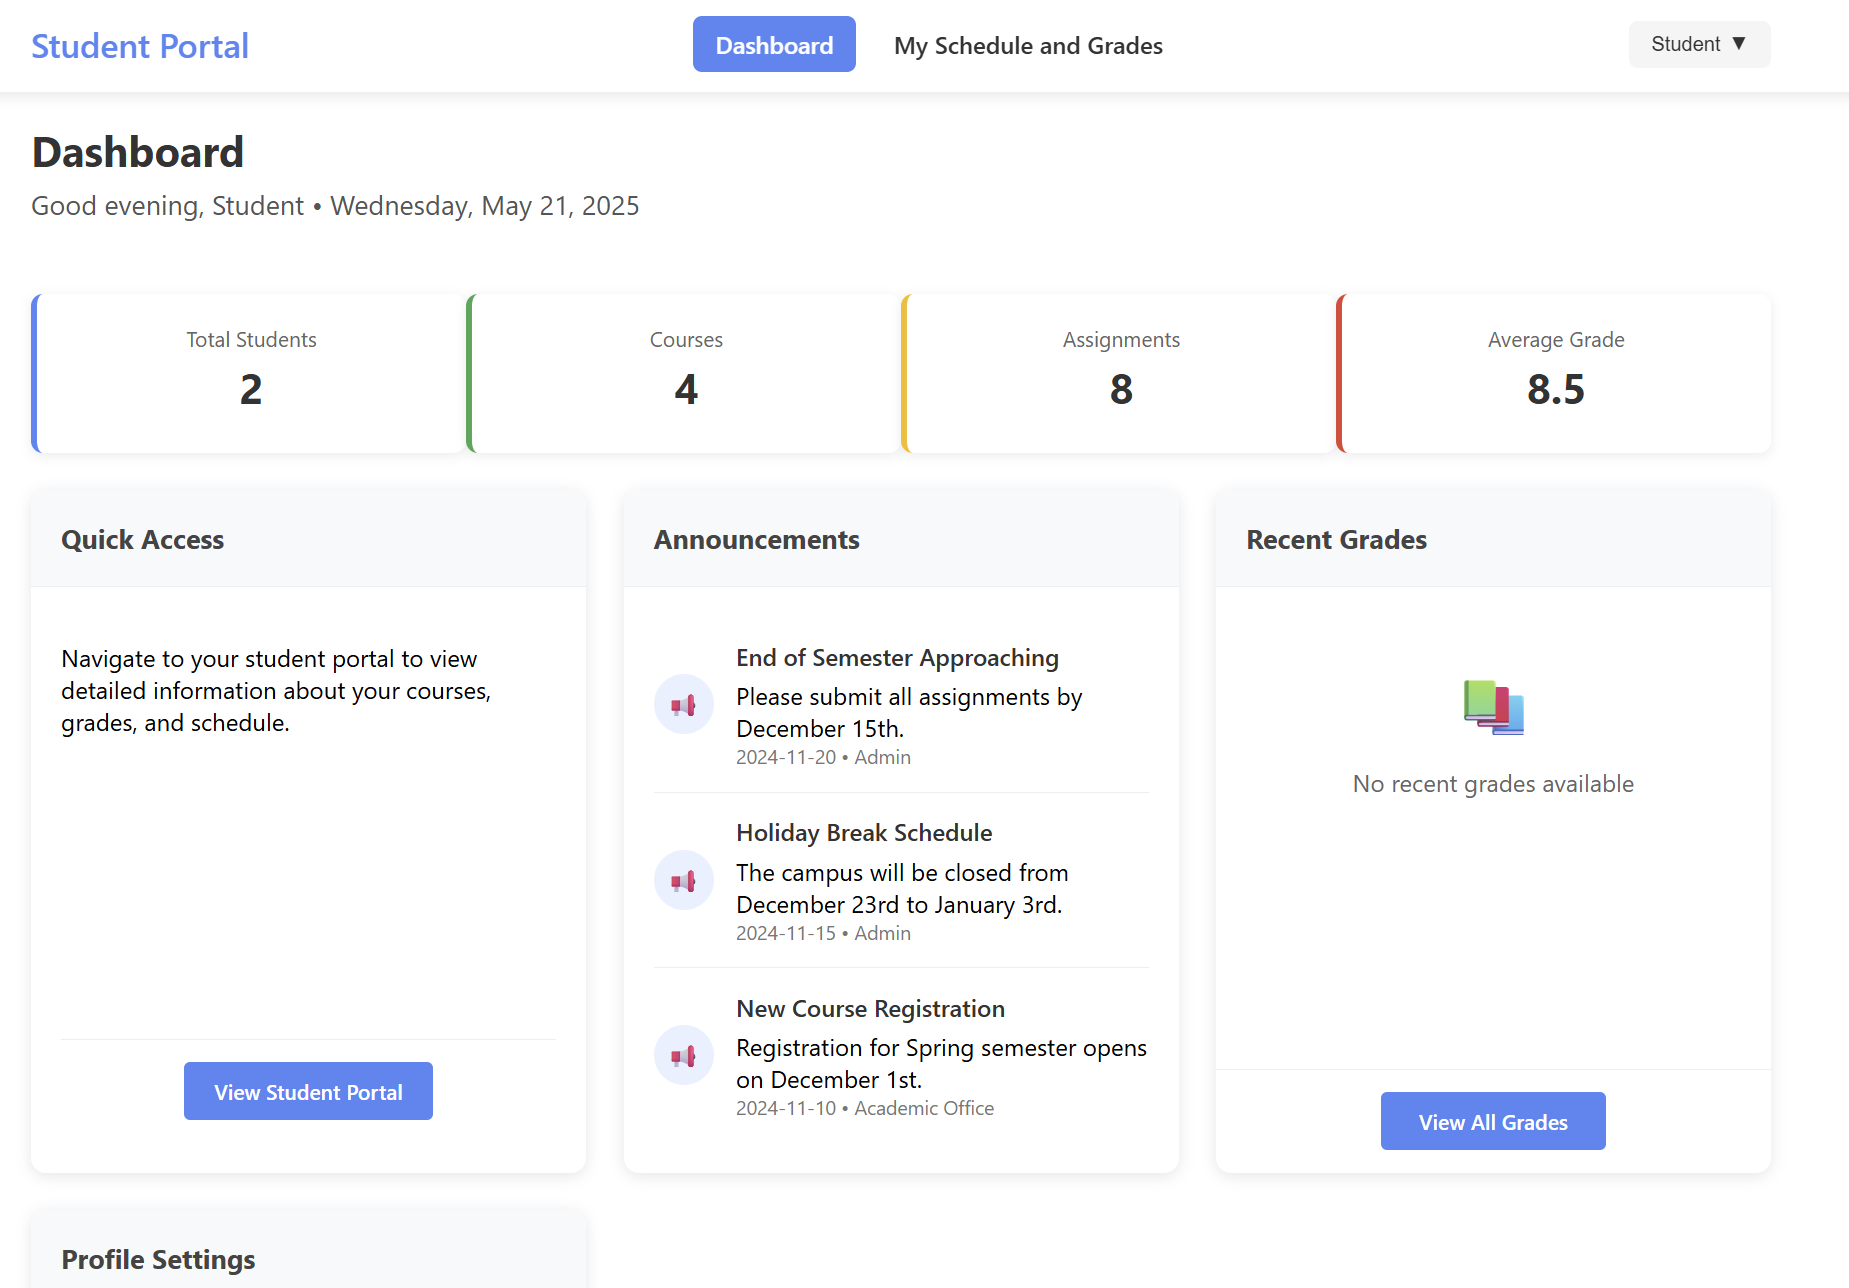 Student Portal
Dashboard
My Schedule and Grades
Student ▼
Dashboard
Good evening, Student • Wednesday, May 21, 2025
Total Students
2
Courses
4
Assignments
8
Average Grade
8.5
Quick Access
Navigate to your student portal to view
detailed information about your courses,
grades, and schedule.
View Student Portal
Announcements
End of Semester Approaching
Please submit all assignments by
December 15th.
2024-11-20 • Admin
Holiday Break Schedule
The campus will be closed from
December 23rd to January 3rd.
2024-11-15 • Admin
New Course Registration
Registration for Spring semester opens
on December 1st.
2024-11-10 • Academic Office
Recent Grades
No recent grades available
View All Grades
Profile Settings